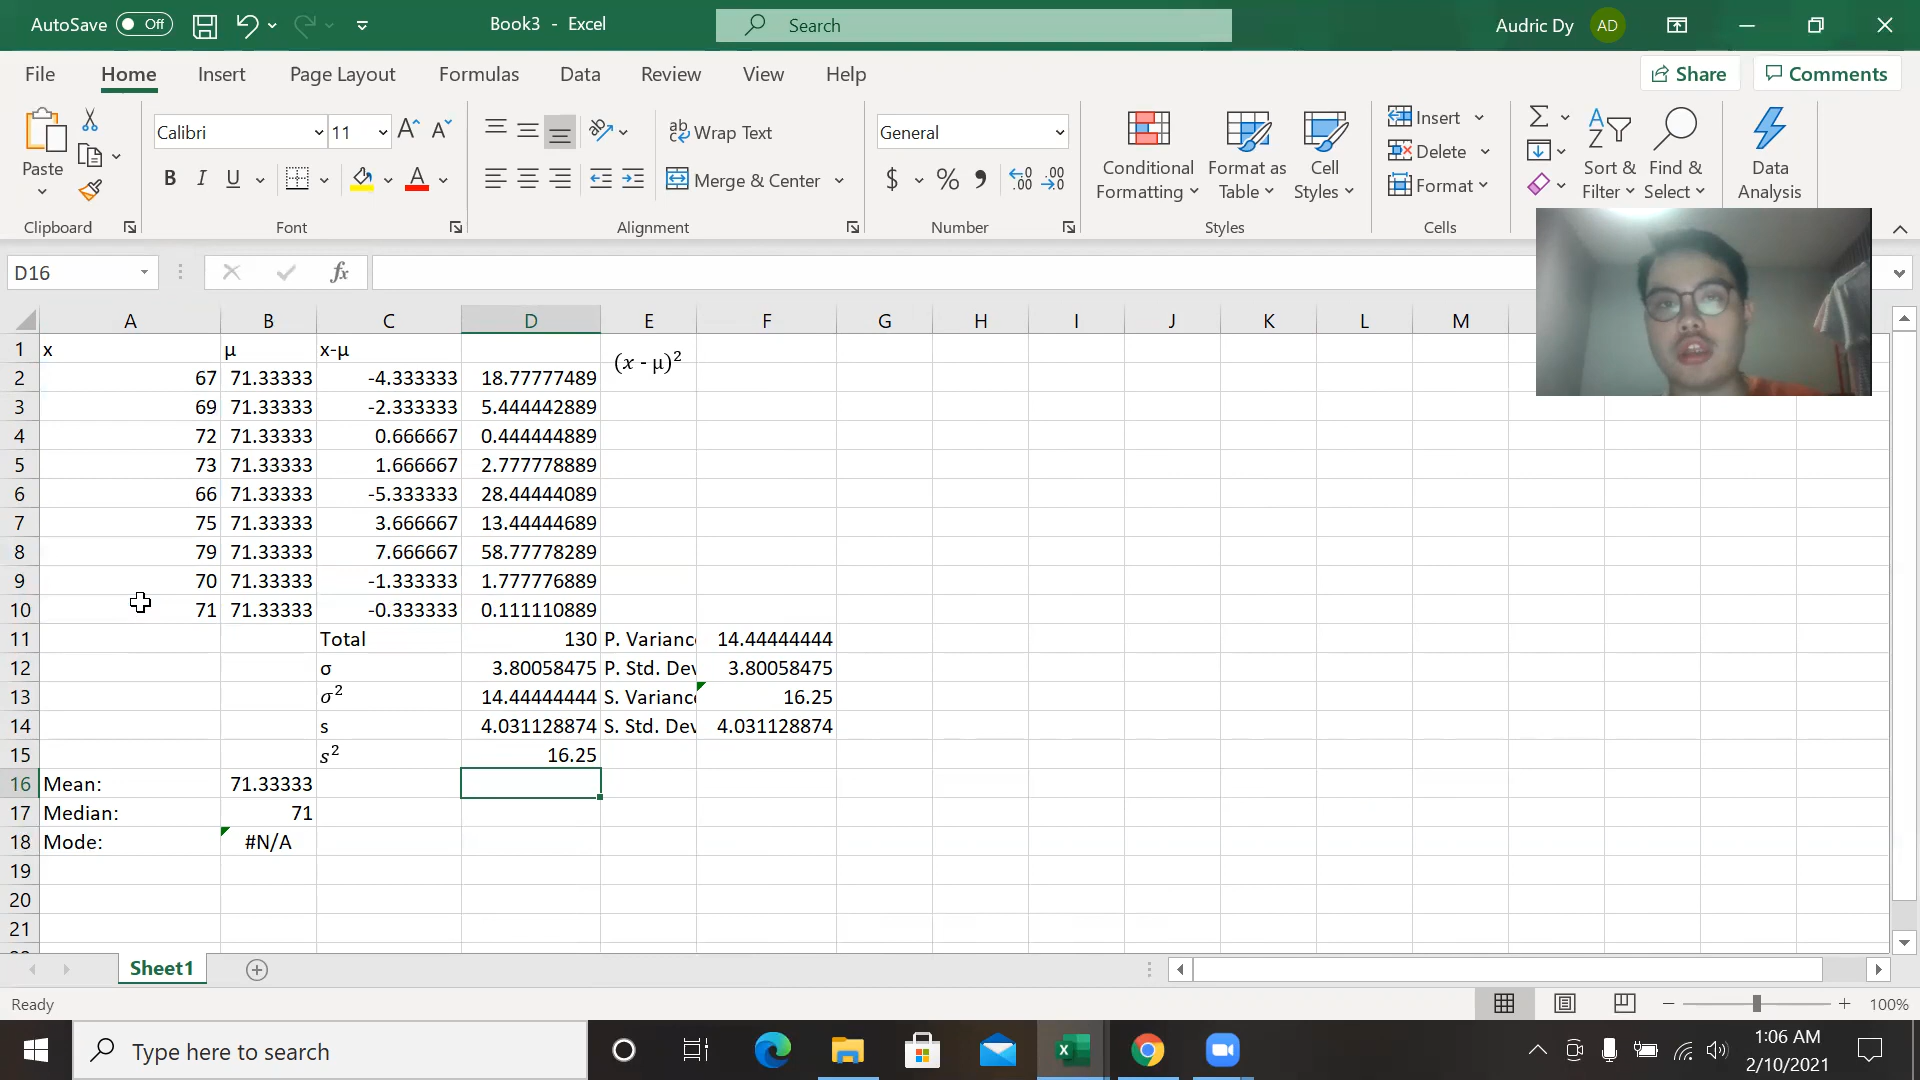 AutoSave Off Book3 - Excel Search Audric Dy AD
File Home Insert Page Layout Formulas Data Review View Help Share Comments
Calibri 11 Wrap Text General Insert
Paste B I U Merge & Center $ % Conditional Formatting Format as Table Cell Styles Delete Format Sort & Filter Find & Select Data Analysis
Clipboard Font Alignment Number Styles Cells
D16 fx
A B C D E F G H I J K L M
1 x μ x-μ (x - μ)²
2 67 71.33333 -4.333333 18.77777489
3 69 71.33333 -2.333333 5.444442889
4 72 71.33333 0.666667 0.444444889
5 73 71.33333 1.666667 2.777778889
6 66 71.33333 -5.333333 28.44444089
7 75 71.33333 3.666667 13.44444689
8 79 71.33333 7.666667 58.77778289
9 70 71.33333 -1.333333 1.777776889
10 71 71.33333 -0.333333 0.111110889
11 Total 130 P. Variance 14.44444444
12 σ 3.80058475 P. Std. Dev 3.80058475
13 σ² 14.44444444 S. Variance 16.25
14 s 4.031128874 S. Std. Dev 4.031128874
15 s² 16.25
16 Mean: 71.33333
17 Median: 71
18 Mode: #N/A
19
20
21
Sheet1
Ready 100%
Type here to search 1:06 AM
2/10/2021